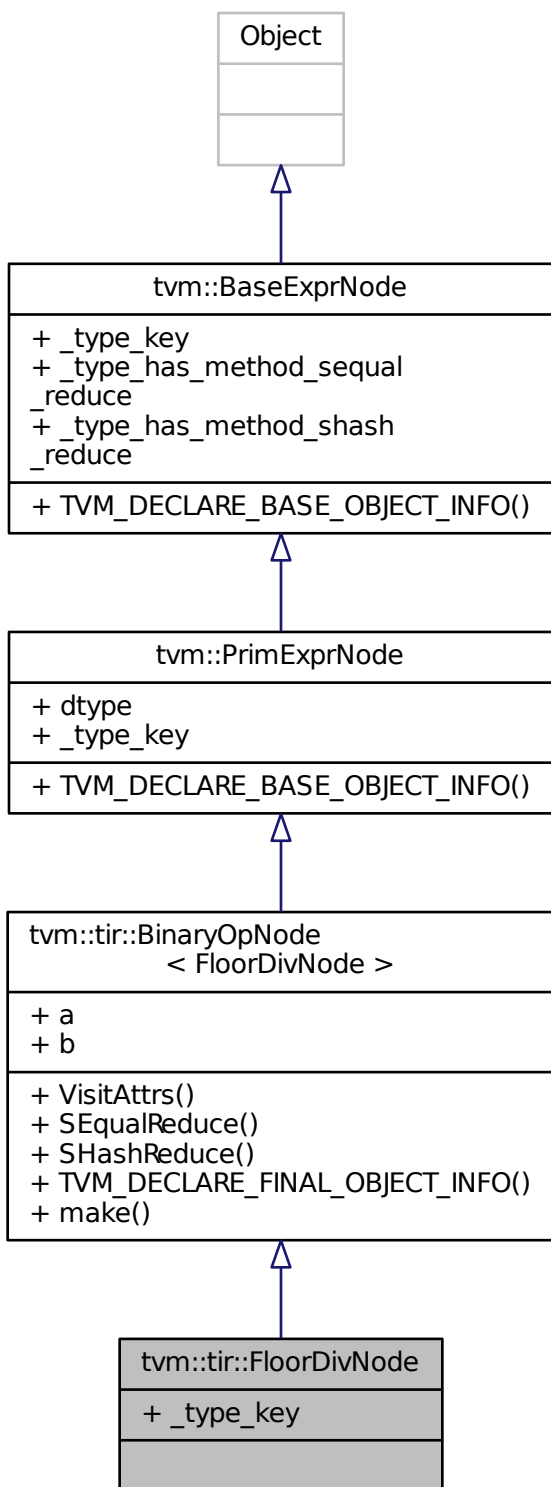 Object
tvm::BaseExprNode
+ _type_key
+ _type_has_method_sequal
_reduce
+ _type_has_method_shash
_reduce
+ TVM_DECLARE_BASE_OBJECT_INFO()
tvm::PrimExprNode
+ dtype
+ _type_key
+ TVM_DECLARE_BASE_OBJECT_INFO()
tvm::tir::BinaryOpNode
< FloorDivNode >
+ a
+ b
+ VisitAttrs()
+ SEqualReduce()
+ SHashReduce()
+ TVM_DECLARE_FINAL_OBJECT_INFO()
+ make()
tvm::tir::FloorDivNode
+ _type_key